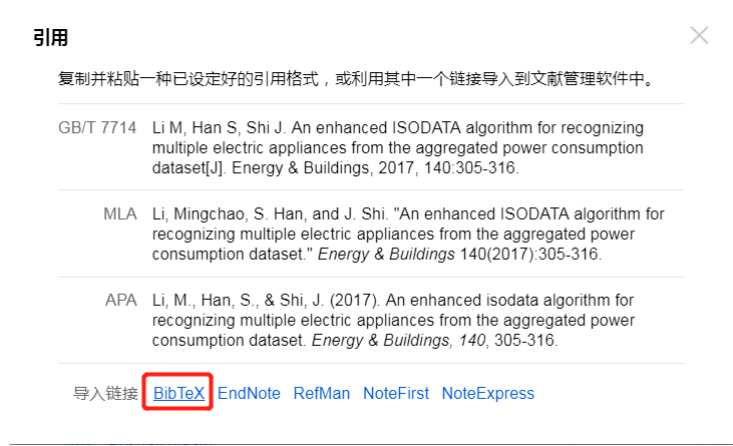 引用
复制并粘贴一种已设定好的引用格式，或利用其中一个链接导入到文献管理软件中。
GB/T 7714 Li M, Han S, Shi J. An enhanced ISODATA algorithm for recognizing
multiple electric appliances from the aggregated power consumption
dataset[J]. Energy & Buildings, 2017, 140:305-316.
MLA Li, Mingchao, S. Han, and J. Shi. "An enhanced ISODATA algorithm for
recognizing multiple electric appliances from the aggregated power
consumption dataset." Energy & Buildings 140(2017):305-316.
APA Li, M., Han, S., & Shi, J. (2017). An enhanced isodata algorithm for
recognizing multiple electric appliances from the aggregated power
consumption dataset. Energy & Buildings, 140, 305-316.
导入链接 BibTeX EndNote RefMan NoteFirst NoteExpress